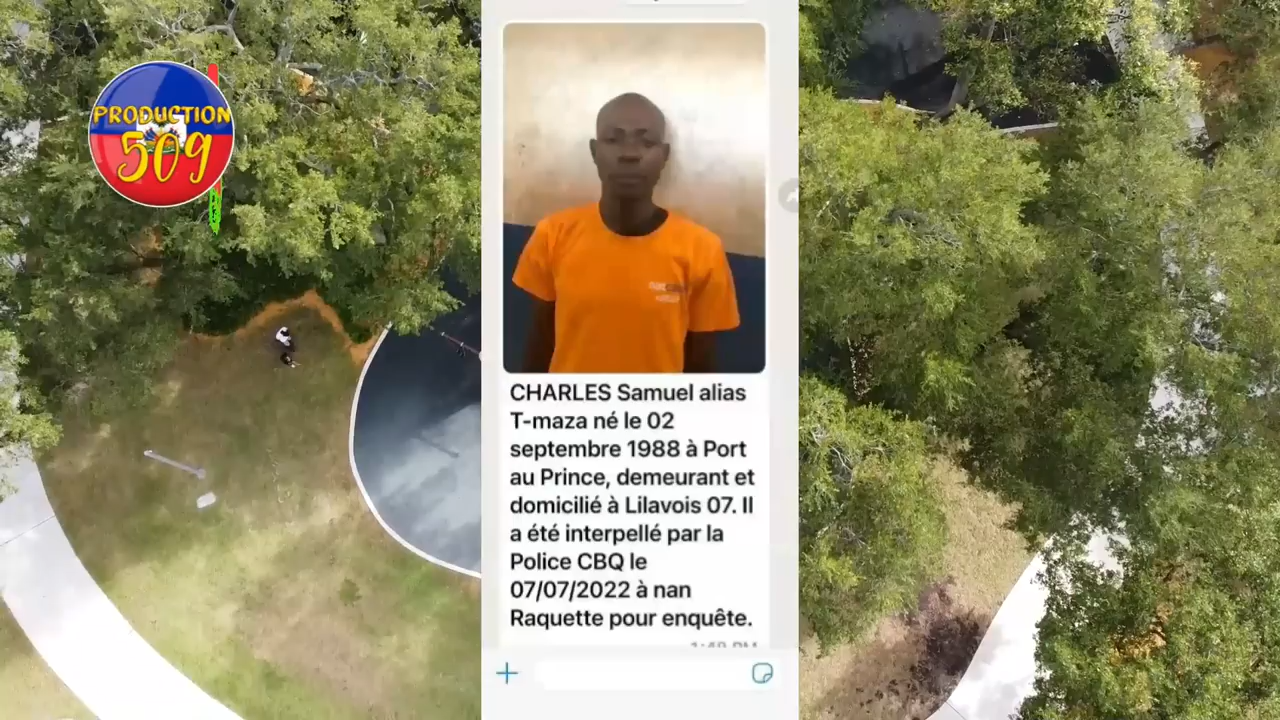 PRODUCTION
509
CHARLES Samuel alias
T-maza né le 02
septembre 1988 à Port
au Prince, demeurant et
domicilié à Lilavois 07. Il
a été interpellé par la
Police CBQ le
07/07/2022 à nan
Raquette pour enquête.